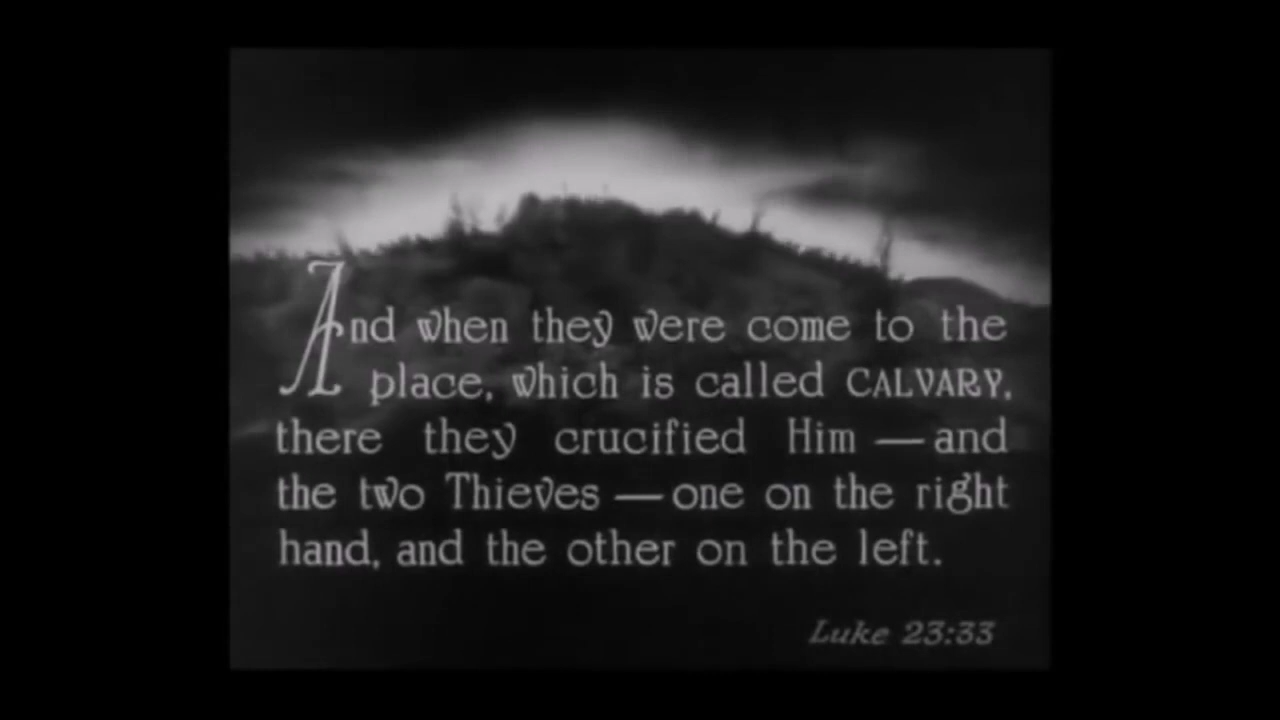 And when they were come to the
place, which is called CALVARY,
there they crucified Him — and
the two Thieves — one on the right
hand, and the other on the left.
Luke 23:33